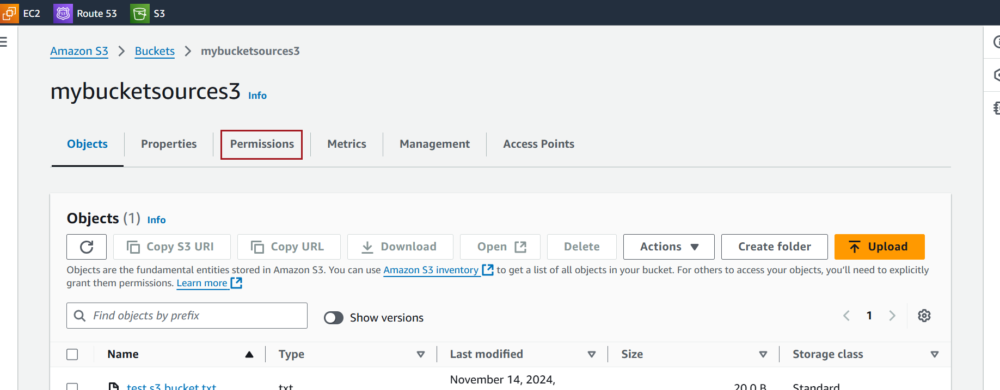 EC2 Route 53 S3
Amazon S3 > Buckets > mybucketsources3
mybucketsources3 Info
Objects Properties Permissions Metrics Management Access Points
Objects (1) Info
Copy S3 URI Copy URL Download Open Delete Actions Create folder Upload
Objects are the fundamental entities stored in Amazon S3. You can use Amazon S3 inventory to get a list of all objects in your bucket. For others to access your objects, you’ll need to explicitly
grant them permissions. Learn more
Find objects by prefix Show versions 1
Name Type Last modified Size Storage class
November 14, 2024,
test s3 bucket.txt txt 20.0 B Standard